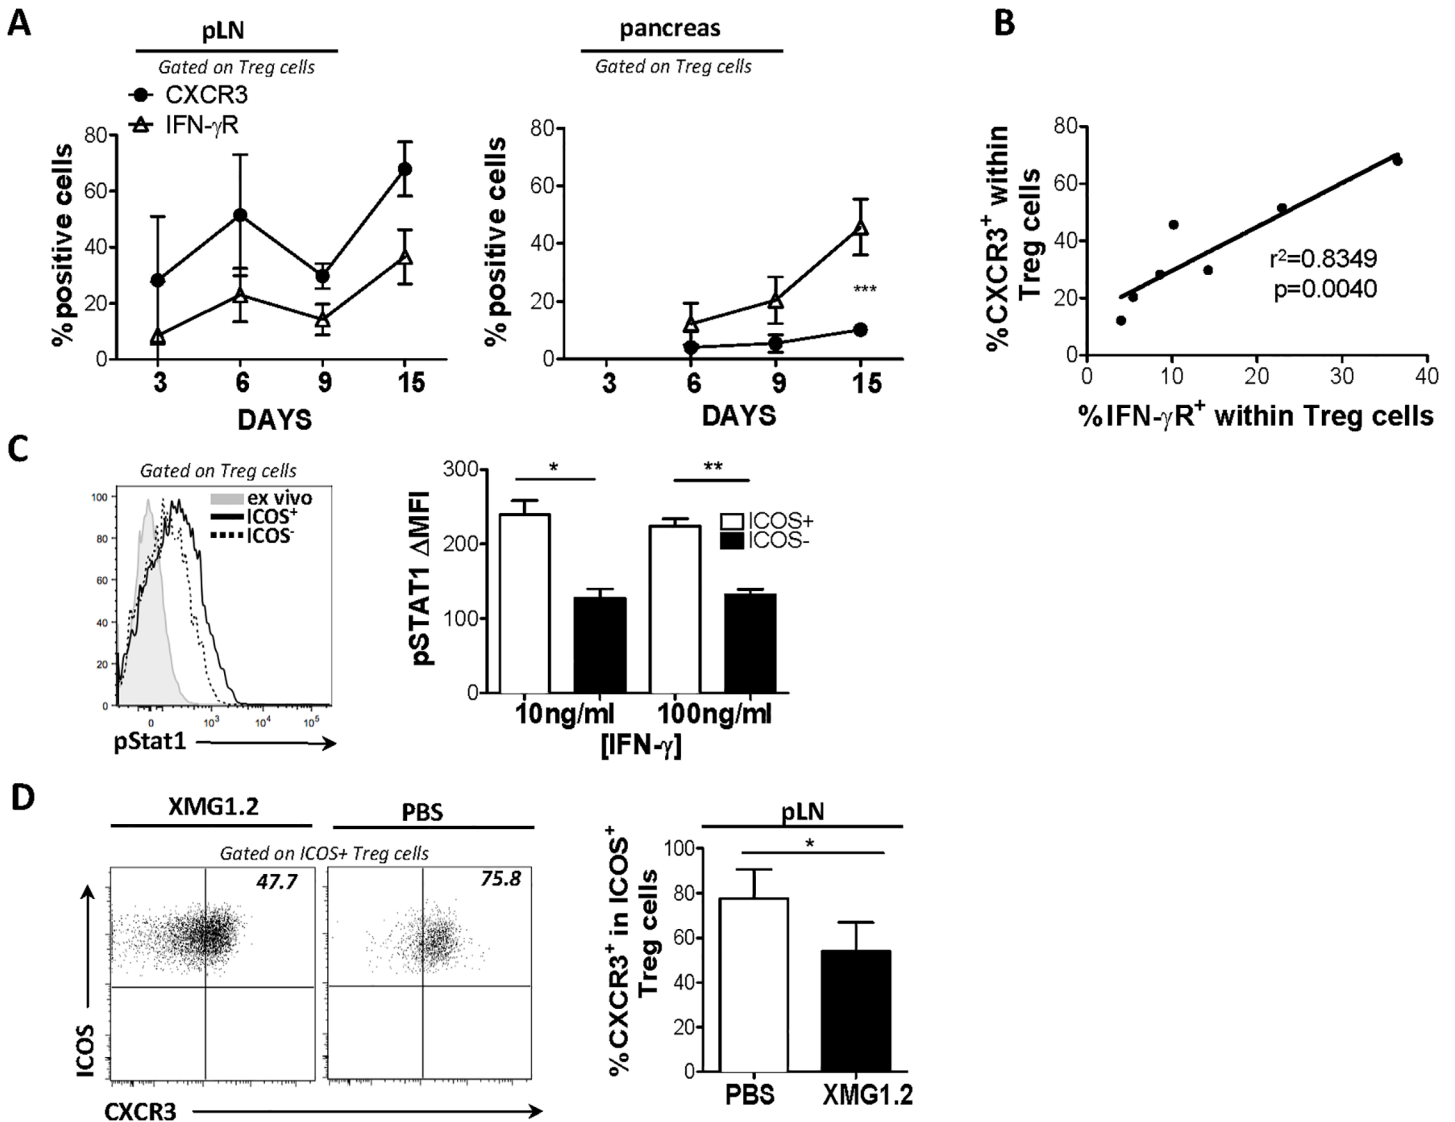 A
pLN
Gated on Treg cells
CXCR3
IFN-γR
%positive cells
80
60
40
20
0
3 6 9 15
DAYS
pancreas
Gated on Treg cells
%positive cells
80
60
40
20
0
3 6 9 15
DAYS
***
B
%CXCR3+ within
Treg cells
80
60
40
20
0
0 10 20 30 40
r²=0.8349
p=0.0040
%IFN-γR+ within Treg cells
C
Gated on Treg cells
ex vivo
ICOS+
ICOS-
100
80
60
40
20
0
0 10³ 10⁴ 10⁵
pStat1
pSTAT1 ΔMFI
300
200
100
0
* **
ICOS+
ICOS-
10ng/ml 100ng/ml
[IFN-γ]
D
XMG1.2 PBS
Gated on ICOS+ Treg cells
47.7 75.8
ICOS
CXCR3
pLN
*
%CXCR3+ in ICOS+
Treg cells
100
80
60
40
20
0
PBS XMG1.2